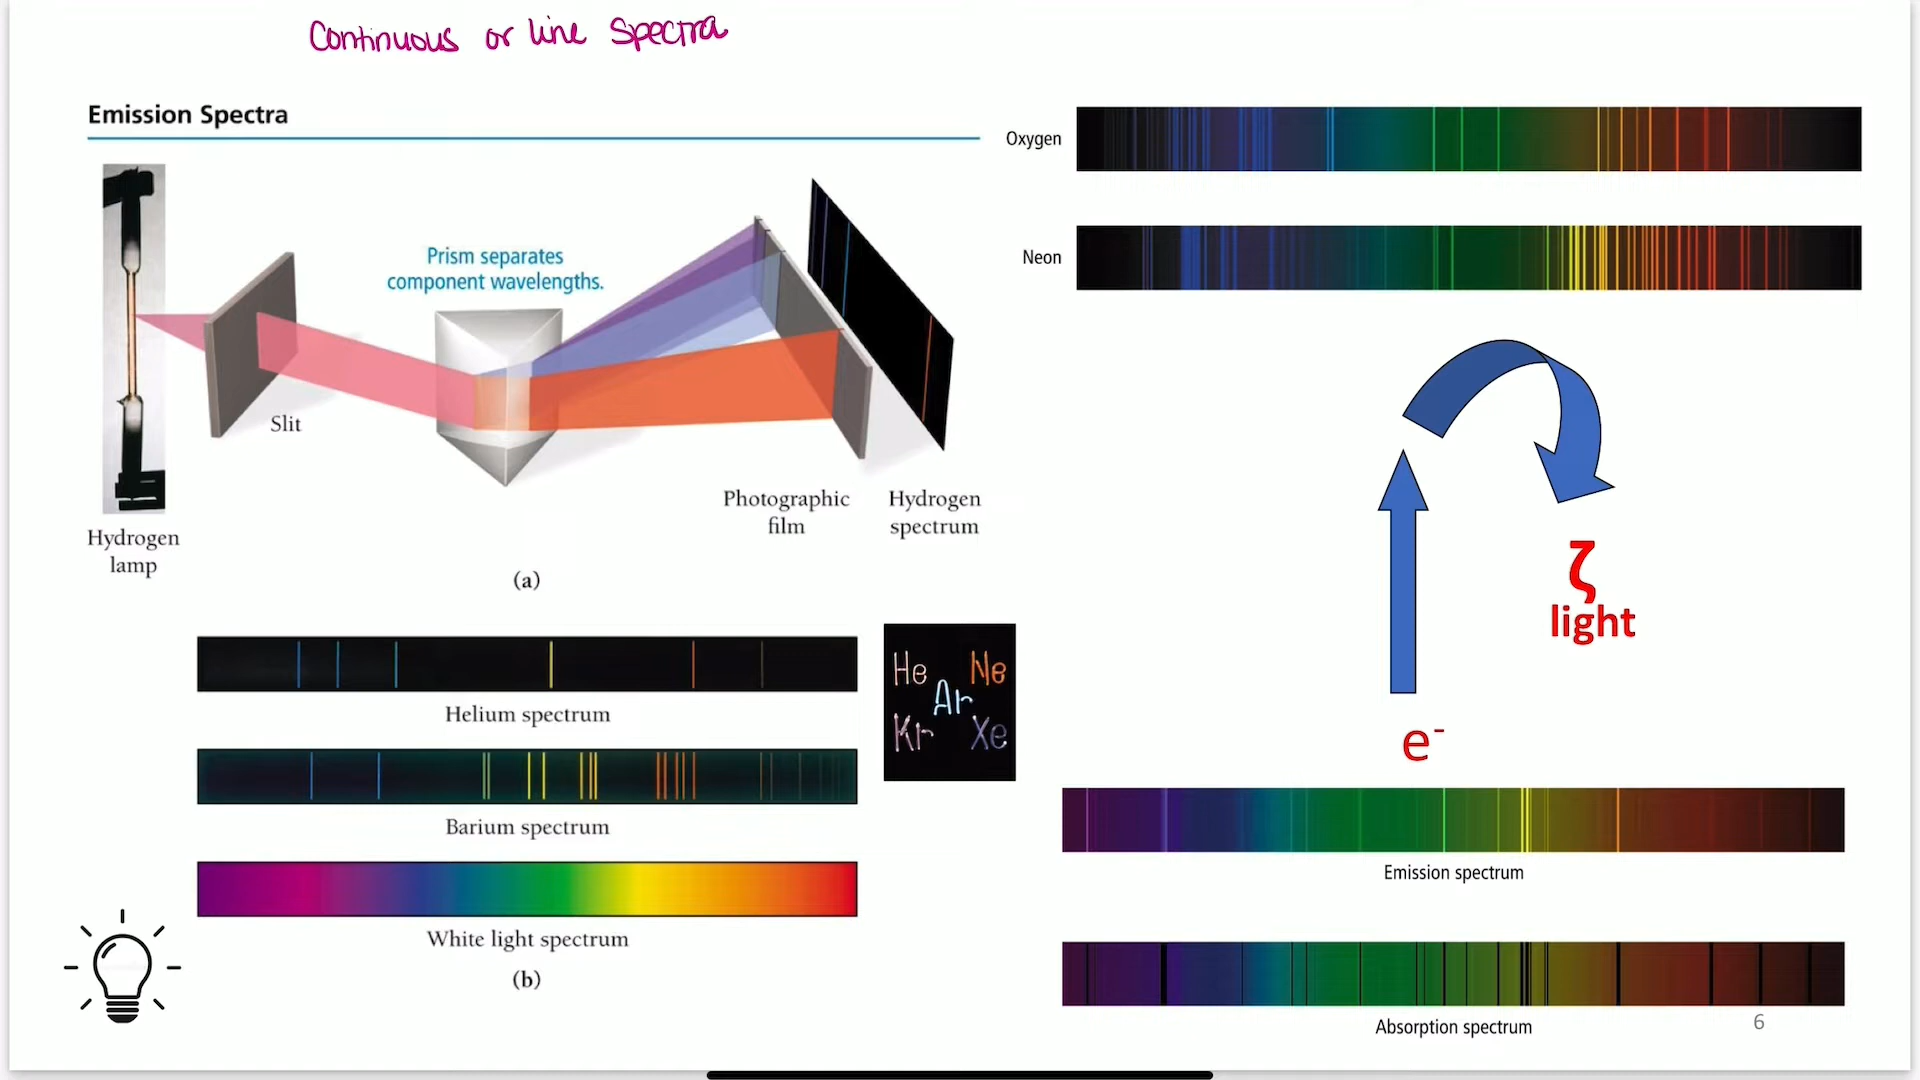 Continuous or line Spectra
Emission Spectra
Prism separates
component wavelengths.
Slit
Hydrogen
lamp
Photographic
film
Hydrogen
spectrum
(a)
Helium spectrum
Barium spectrum
White light spectrum
(b)
He Ne
Ar
Kr Xe
Oxygen
Neon
ζ
light
e⁻
Emission spectrum
Absorption spectrum
6